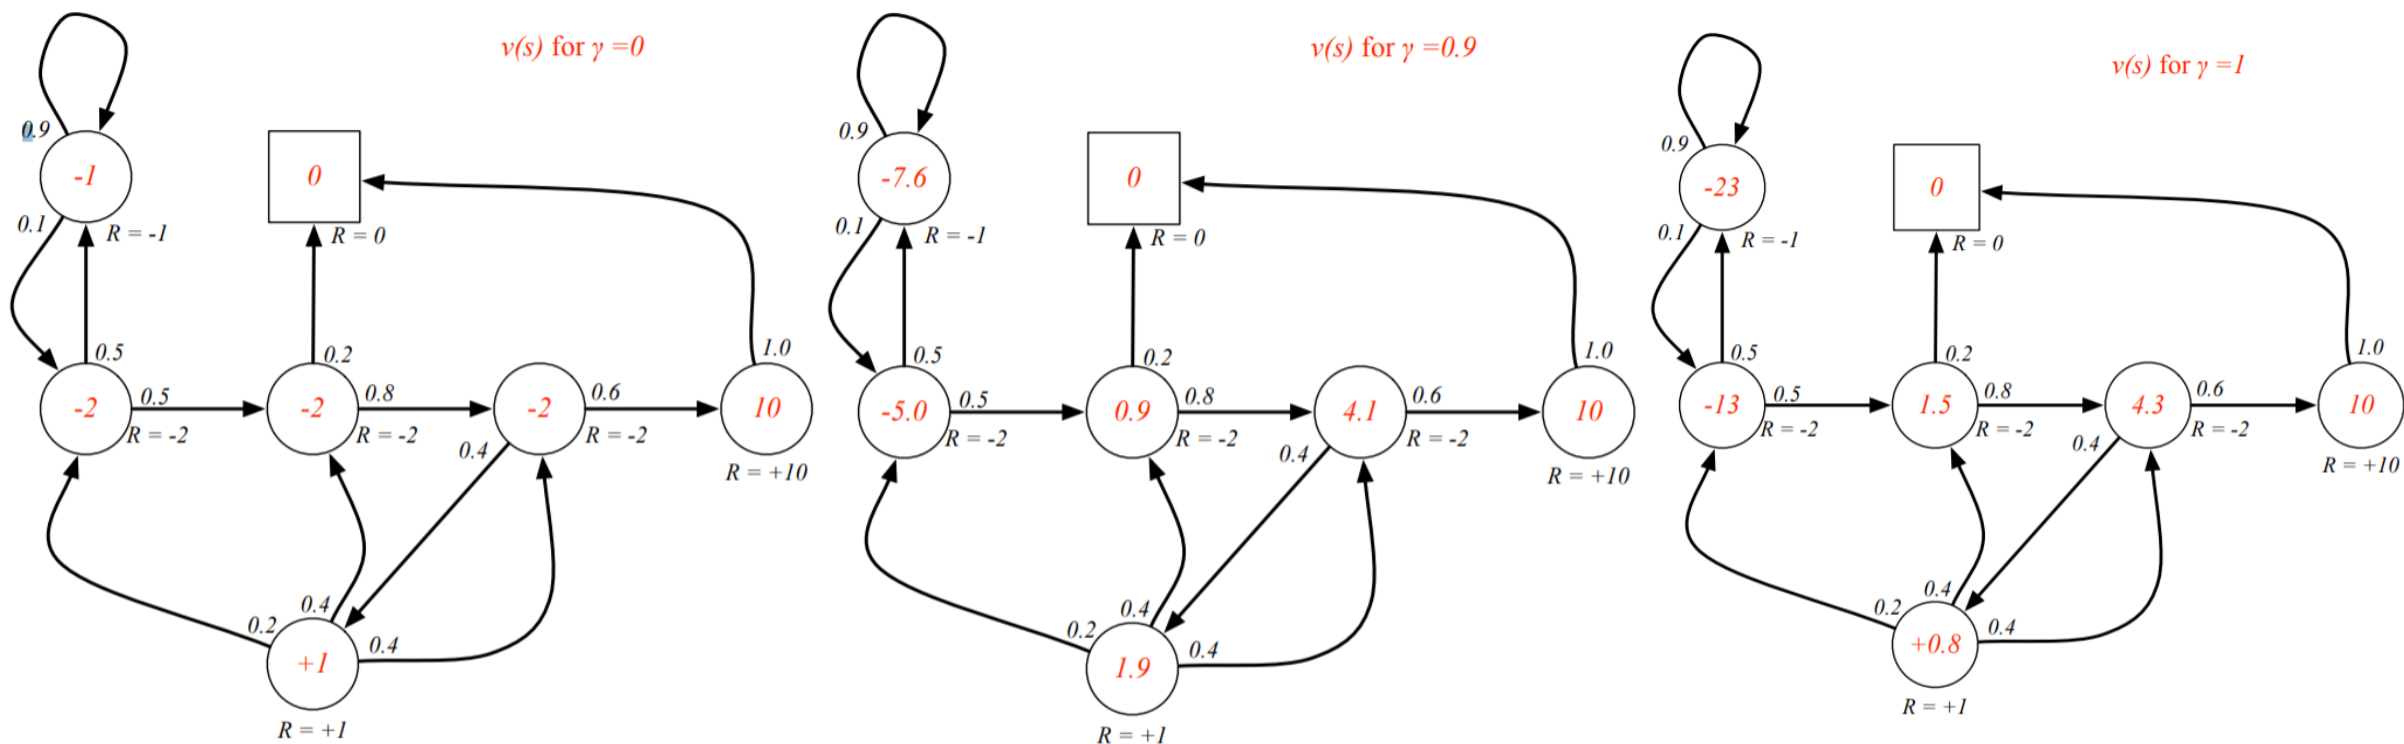 v(s) for γ =0
0.9
-1
0
0.1
R = -1
R = 0
0.5
0.2
1.0
-2
0.5
-2
0.8
-2
0.6
10
R = -2
R = -2
R = -2
0.4
R = +10
0.4
0.2
0.4
+1
R = +1
v(s) for γ =0.9
0.9
-7.6
0
0.1
R = -1
R = 0
0.5
0.2
1.0
-5.0
0.5
0.9
0.8
4.1
0.6
10
R = -2
R = -2
R = -2
0.4
R = +10
0.4
0.2
0.4
1.9
R = +1
v(s) for γ =1
0.9
-23
0
0.1
R = -1
R = 0
0.5
0.2
1.0
-13
0.5
1.5
0.8
4.3
0.6
10
R = -2
R = -2
R = -2
0.4
R = +10
0.4
0.2
0.4
+0.8
R = +1